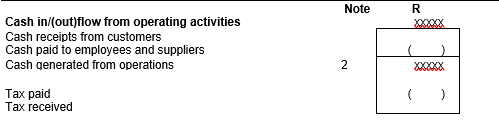 Note R
Cash in/(out)flow from operating activities XXXXX
Cash receipts from customers
Cash paid to employees and suppliers ( )
Cash generated from operations 2 XXXXX
Tax paid ( )
Tax received